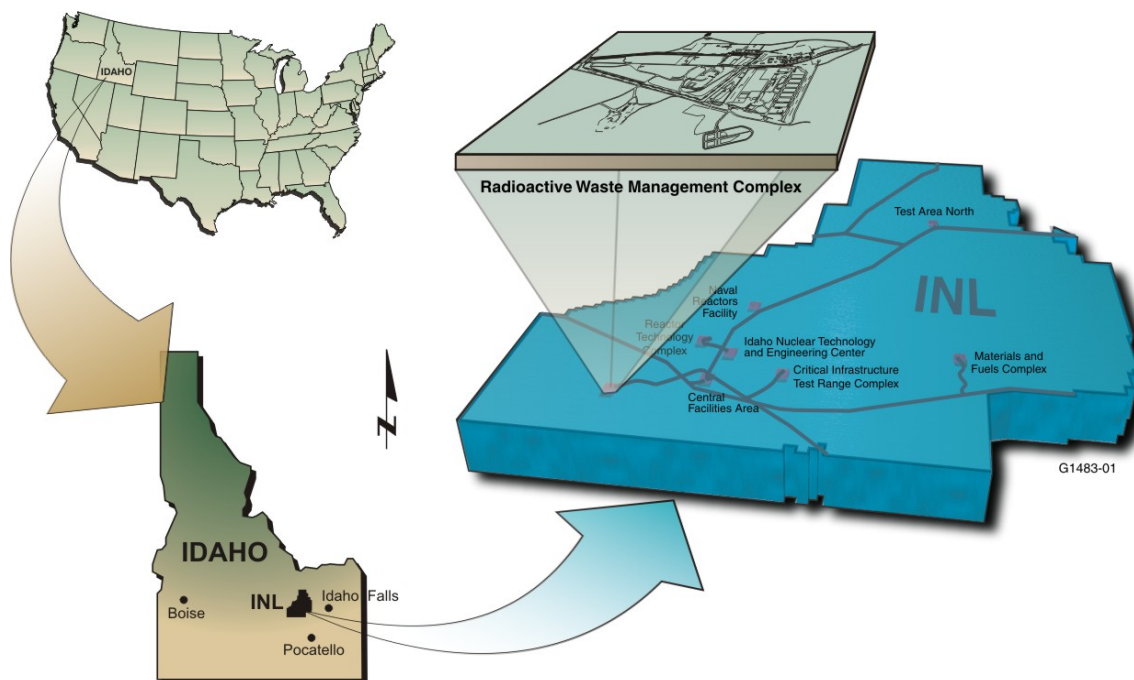 IDAHO
Radioactive Waste Management Complex
Test Area North
INL
Naval
Reactors
Facility
Reactor
Technology
Complex
Idaho Nuclear Technology
and Engineering Center
Critical Infrastructure
Test Range Complex
Materials and
Fuels Complex
Central
Facilities Area
G1483-01
N
IDAHO
INL
Idaho Falls
Boise
Pocatello